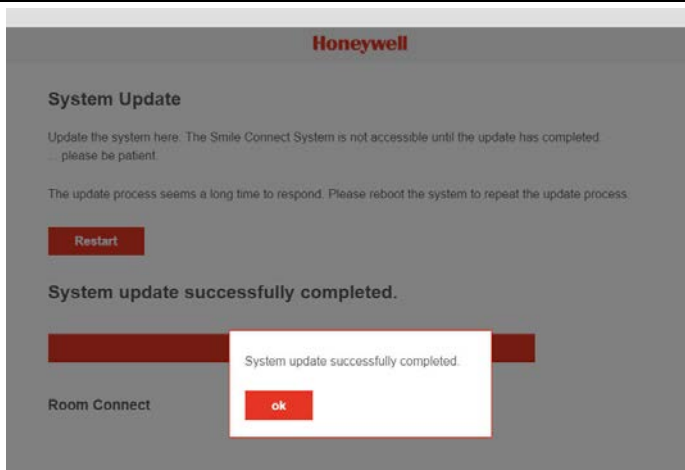 Honeywell
System Update
Update the system here. The Smile Connect System is not accessible until the update has completed.
... please be patient.
The update process seems a long time to respond. Please reboot the system to repeat the update process.
Restart
System update successfully completed.
System update successfully completed.
ok
Room Connect